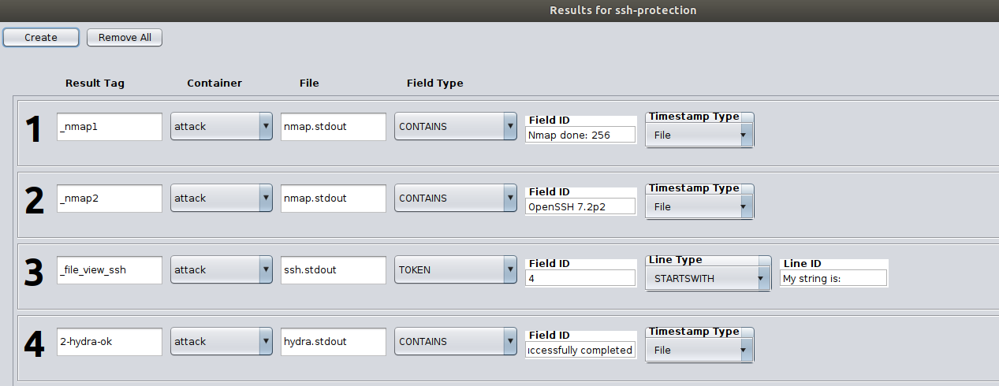 Results for ssh-protection
Create Remove All
Result Tag Container File Field Type
1 _nmap1 attack nmap.stdout CONTAINS Field ID Nmap done: 256 Timestamp Type File
2 _nmap2 attack nmap.stdout CONTAINS Field ID OpenSSH 7.2p2 Timestamp Type File
3 _file_view_ssh attack ssh.stdout TOKEN Field ID 4 Line Type STARTSWITH Line ID My string is:
4 2-hydra-ok attack hydra.stdout CONTAINS Field ID completed Timestamp Type File